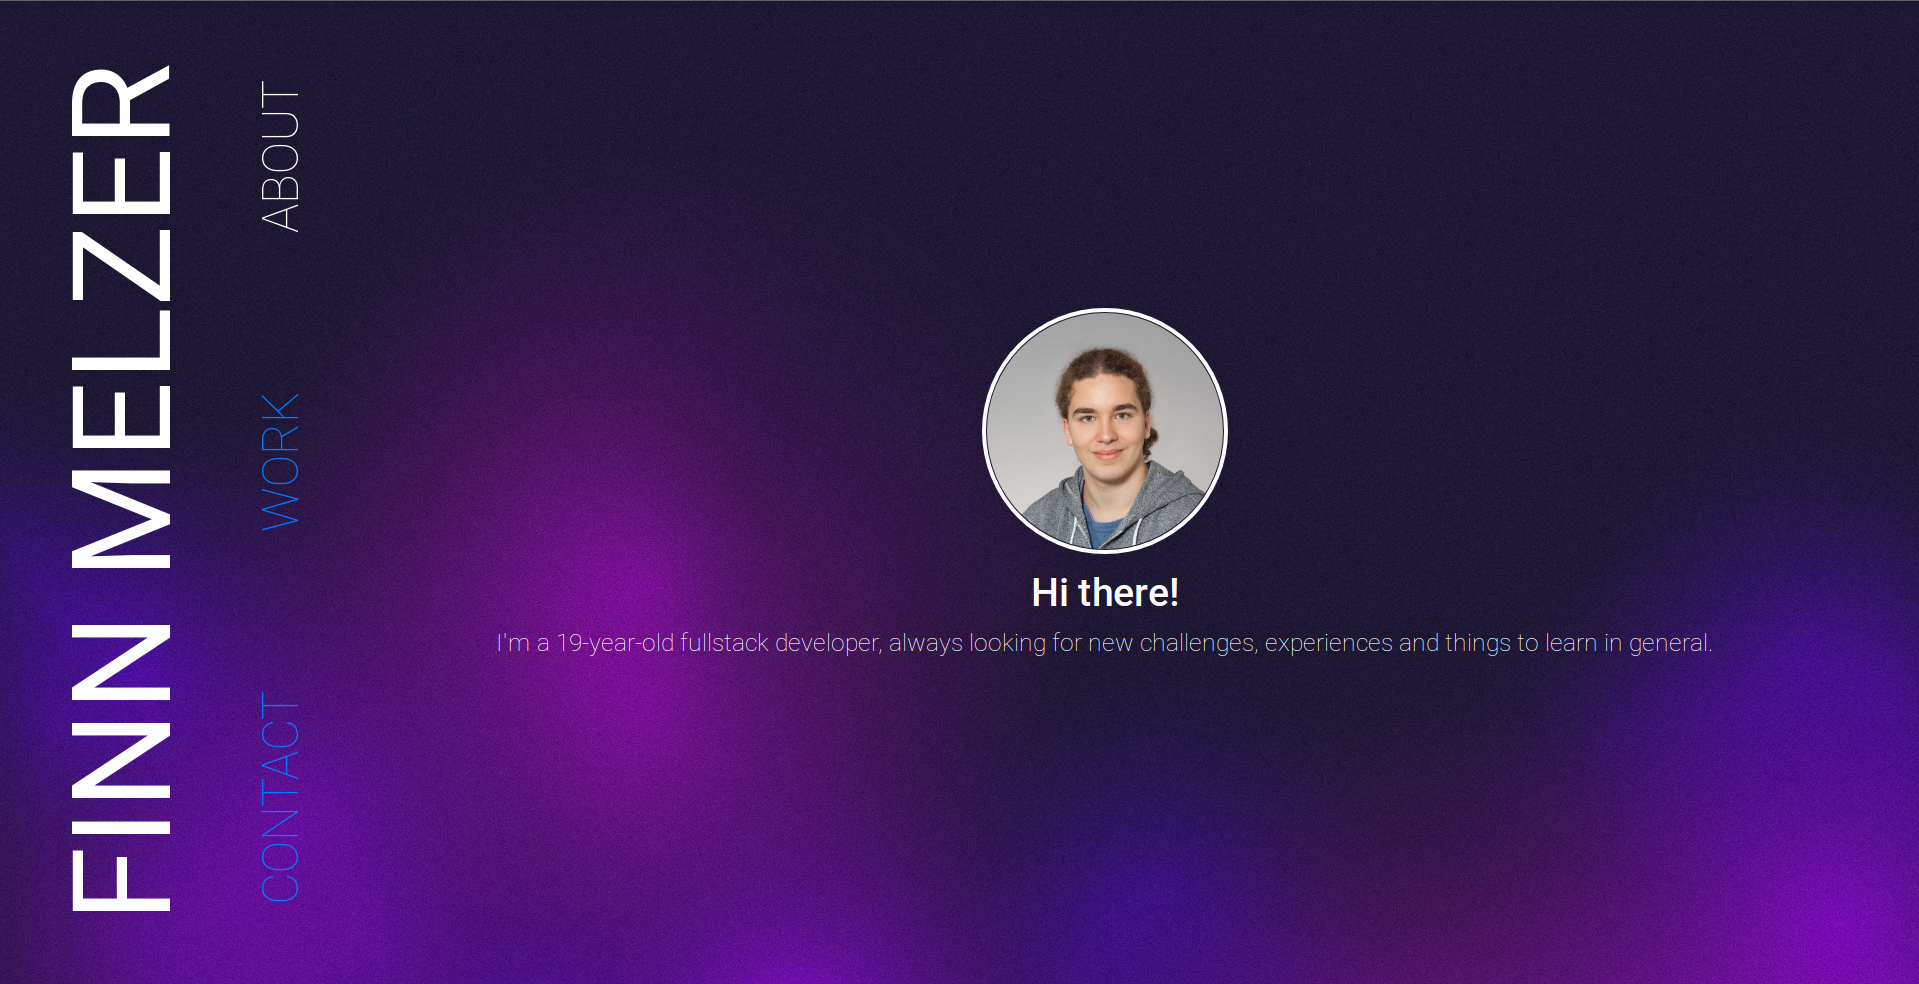 FINN MELZER
ABOUT
WORK
CONTACT
Hi there!
I'm a 19-year-old fullstack developer, always looking for new challenges, experiences and things to learn in general.